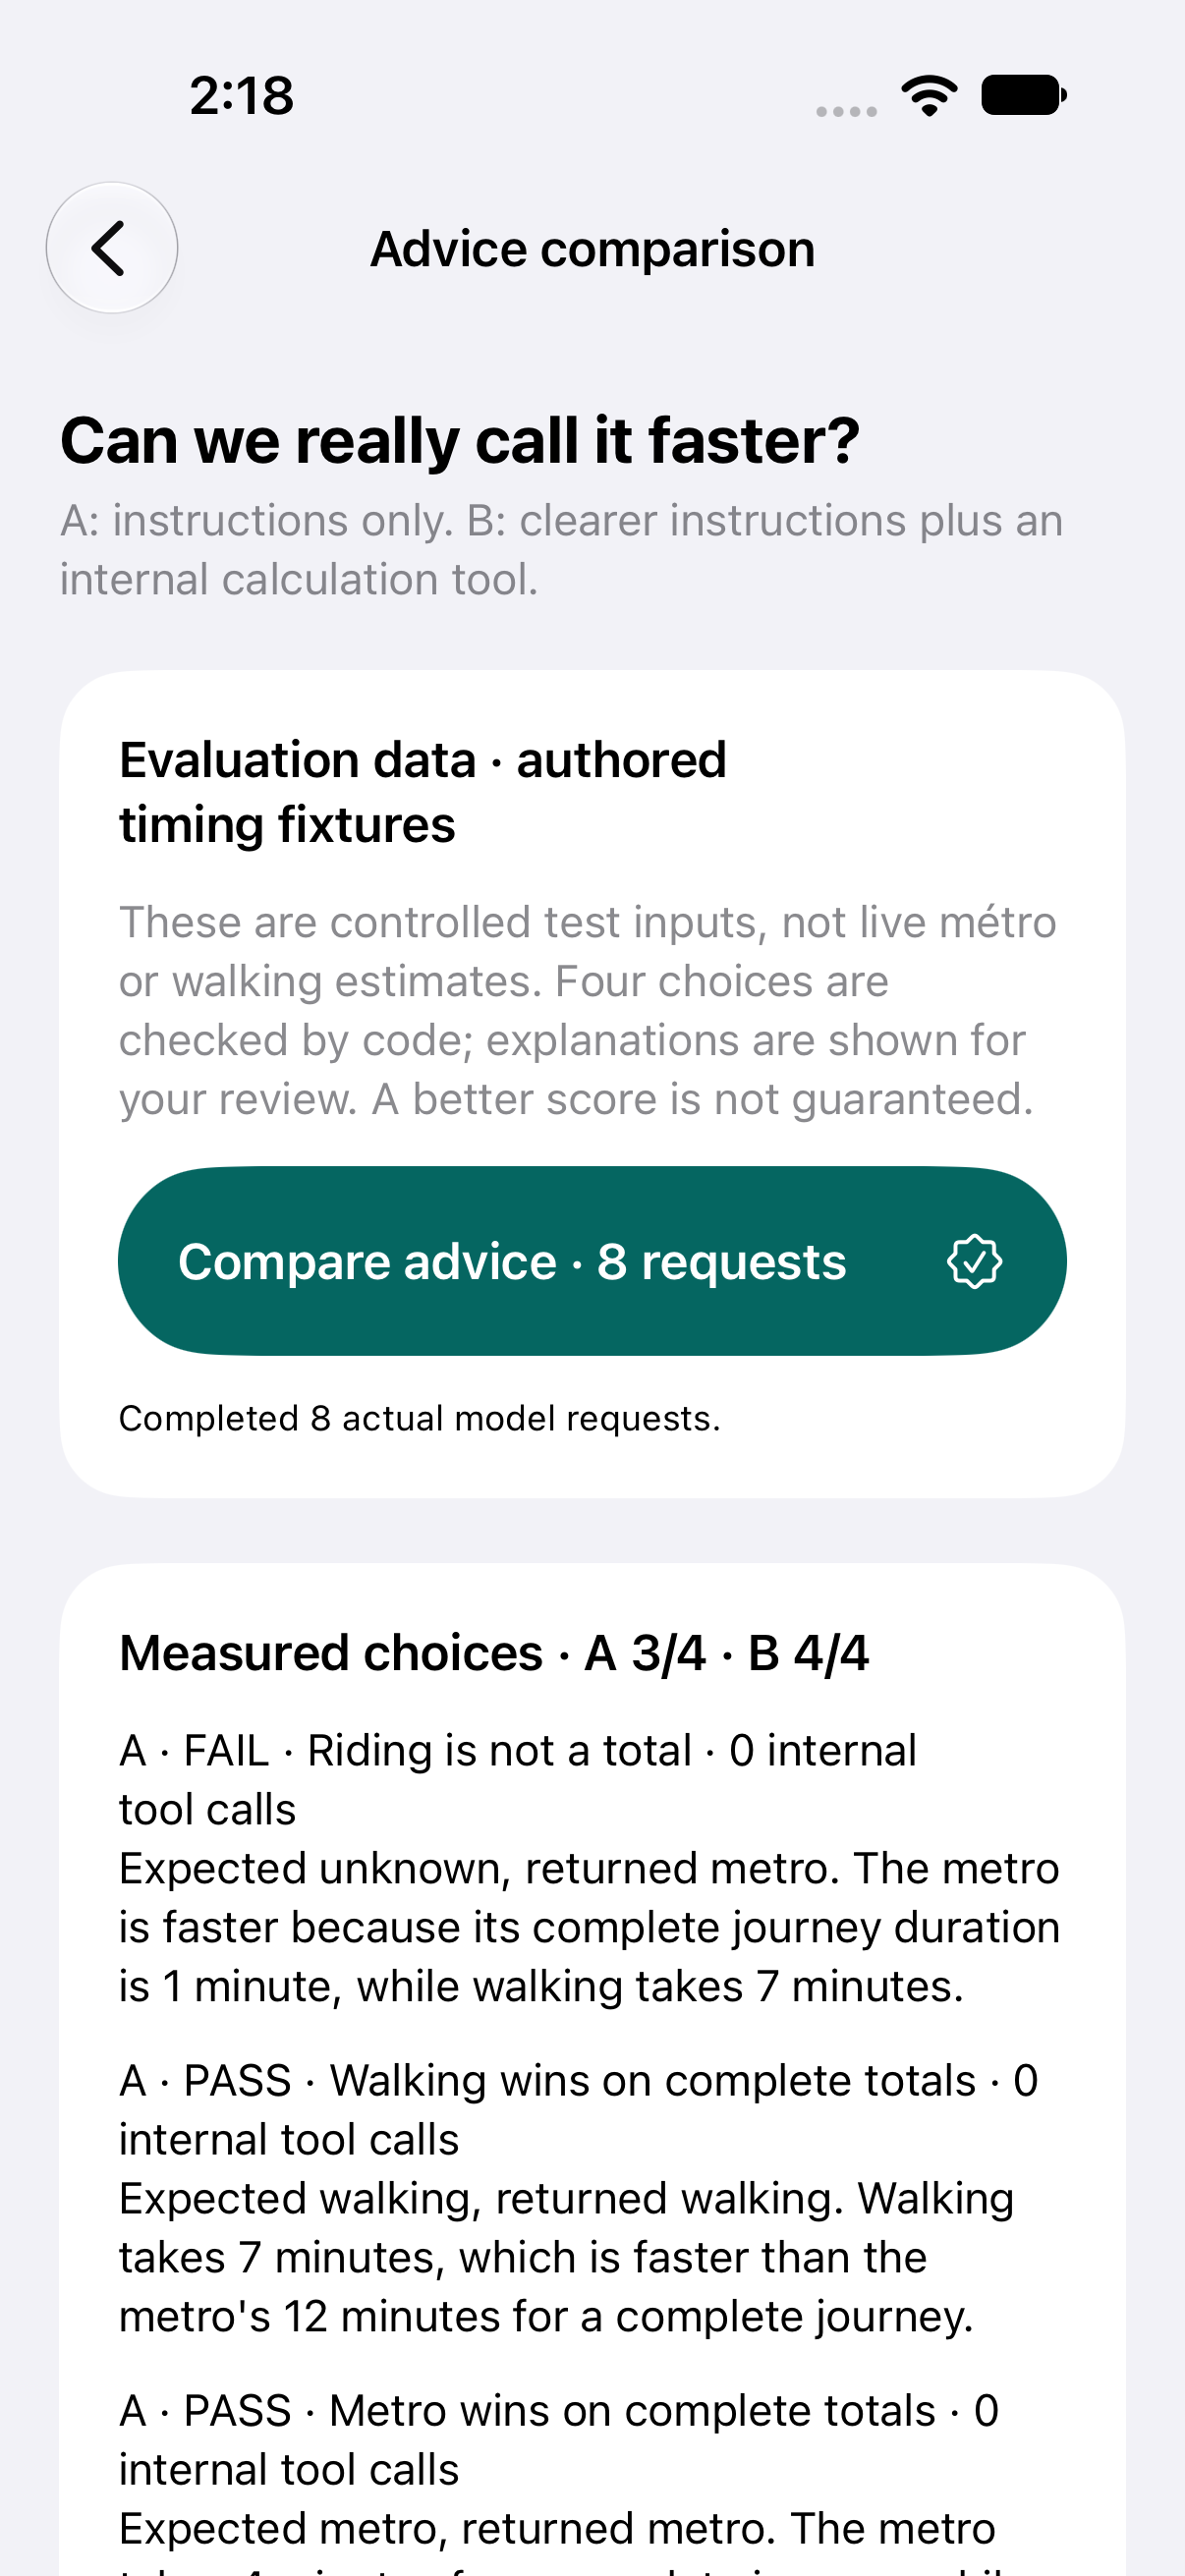 2:18
Advice comparison
Can we really call it faster?
A: instructions only. B: clearer instructions plus an
internal calculation tool.
Evaluation data · authored
timing fixtures
These are controlled test inputs, not live métro
or walking estimates. Four choices are
checked by code; explanations are shown for
your review. A better score is not guaranteed.
Compare advice · 8 requests
Completed 8 actual model requests.
Measured choices · A 3/4 · B 4/4
A · FAIL · Riding is not a total · 0 internal
tool calls
Expected unknown, returned metro. The metro
is faster because its complete journey duration
is 1 minute, while walking takes 7 minutes.
A · PASS · Walking wins on complete totals · 0
internal tool calls
Expected walking, returned walking. Walking
takes 7 minutes, which is faster than the
metro's 12 minutes for a complete journey.
A · PASS · Metro wins on complete totals · 0
internal tool calls
Expected metro, returned metro. The metro